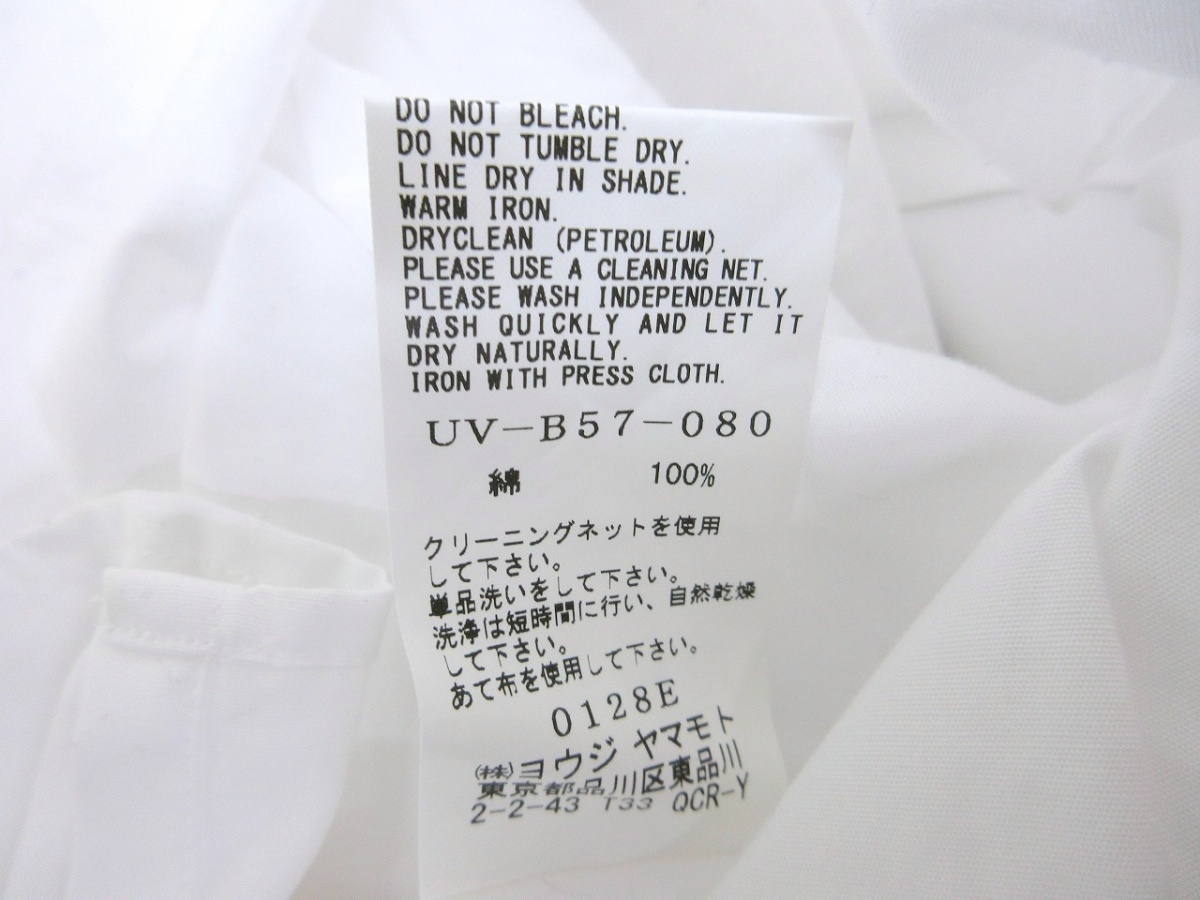 DO NOT BLEACH.
DO NOT TUMBLE DRY.
LINE DRY IN SHADE.
WARM IRON.
DRYCLEAN (PETROLEUM).
PLEASE USE A CLEANING NET.
PLEASE WASH INDEPENDENTLY.
WASH QUICKLY AND LET IT
DRY NATURALLY.
IRON WITH PRESS CLOTH.
UV-B57-080
綿 100%
クリーニングネットを使用
して下さい。
単品洗いをして下さい。
洗浄は短時間に行い、自然乾燥
して下さい。
あて布を使用して下さい。
0128E
(株)ヨウジ ヤマモト
東京都品川区東品川
2-2-43 T33 QCR-Y